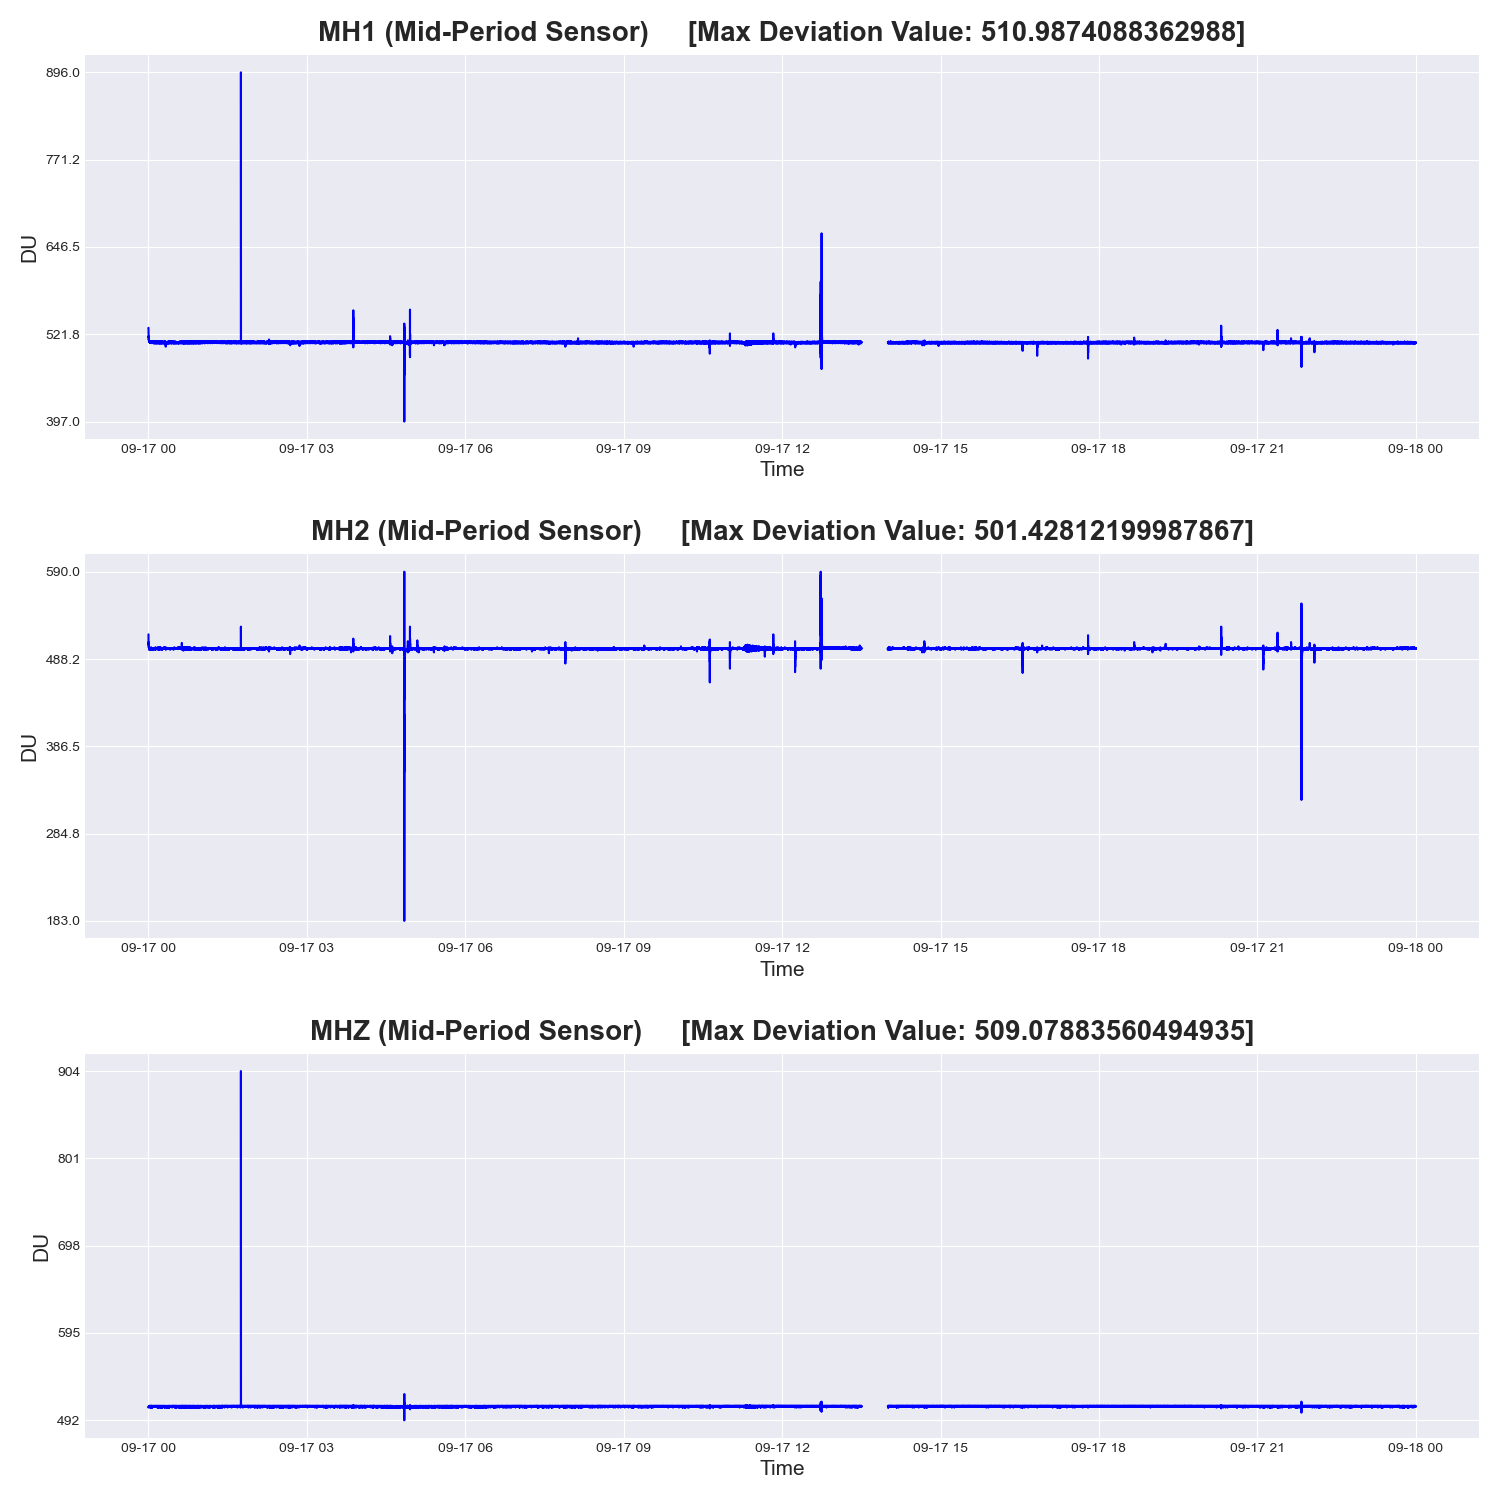 MH1 (Mid-Period Sensor) [Max Deviation Value: 510.9874088362988]
896.0
771.2
646.5
521.8
397.0
DU
09-17 00 09-17 03 09-17 06 09-17 09 09-17 12 09-17 15 09-17 18 09-17 21 09-18 00
Time
MH2 (Mid-Period Sensor) [Max Deviation Value: 501.42812199987867]
590.0
488.2
386.5
284.8
183.0
DU
09-17 00 09-17 03 09-17 06 09-17 09 09-17 12 09-17 15 09-17 18 09-17 21 09-18 00
Time
MHZ (Mid-Period Sensor) [Max Deviation Value: 509.07883560494935]
904
801
698
595
492
DU
09-17 00 09-17 03 09-17 06 09-17 09 09-17 12 09-17 15 09-17 18 09-17 21 09-18 00
Time